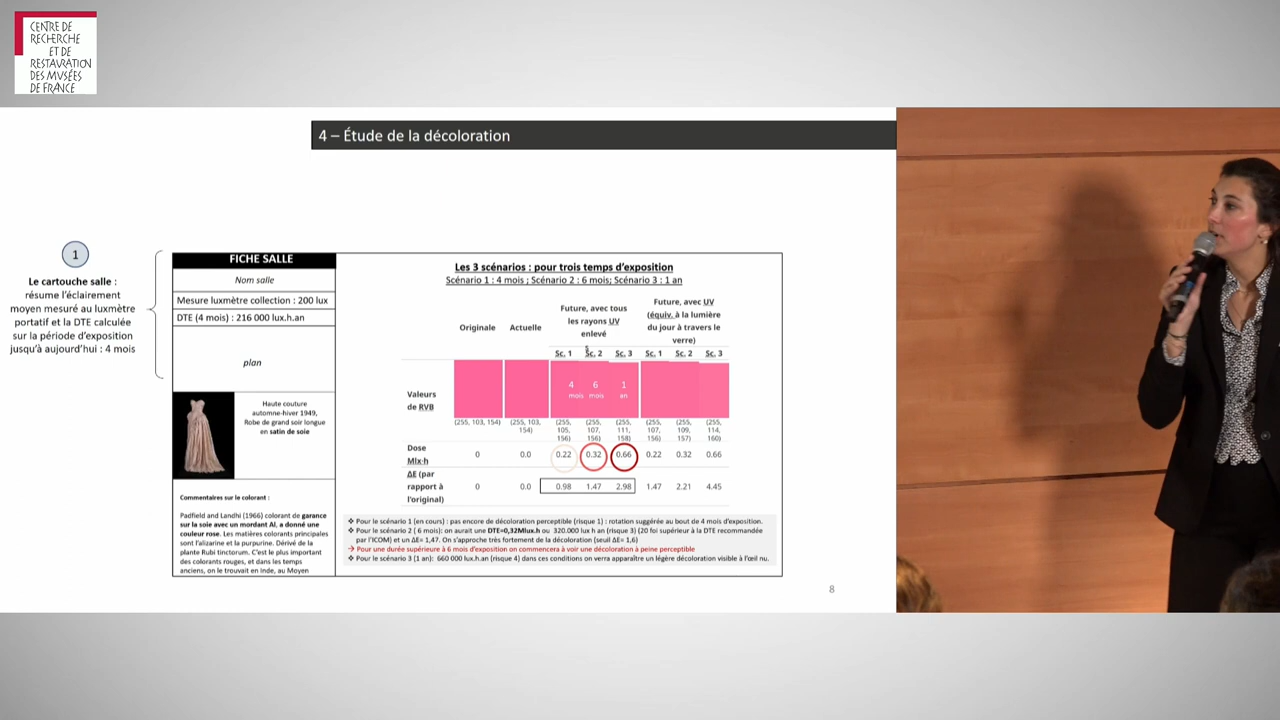 CENTRE DE
RECHERCHE
ET DE
RESTAVRATION
DES MVSÉES
DE FRANCE
4 – Étude de la décoloration
1
Le cartouche salle :
résume l'éclairement
moyen mesuré au luxmètre
portatif et la DTE calculée
sur la période d'exposition
jusqu'à aujourd'hui : 4 mois
FICHE SALLE
Nom salle
Mesure luxmètre collection : 200 lux
DTE (4 mois) : 216 000 lux.h.an
plan
Haute couture
automne-hiver 1949,
Robe de grand soir longue
en satin de soie
Commentaires sur le colorant :
Padfield and Landhi (1966) colorant de garance
sur la soie avec un mordant Al, a donné une
couleur rose. Les matières colorants principales
sont l'alizarine et la purpurine. Dérivé de la
plante Rubi tinctorum. C'est le plus important
des colorants rouges, et dans les temps
anciens, on le trouvait en inde, au Moyen
Les 3 scénarios : pour trois temps d'exposition
Scénario 1 : 4 mois ; Scénario 2 : 6 mois; Scénario 3 : 1 an
Originale
Actuelle
Future, avec tous
les rayons UV
enlevé
Future, avec UV
(équiv. à la lumière
du jour à travers le
verre)
Sc. 1 Sc. 2 Sc. 3 Sc. 1 Sc. 2 Sc. 3
4 6 1
mois mois an
Valeurs
de RVB
(255, 103, 154)
(255, 103,
154)
(255,
105,
156)
(255,
107,
156)
(255,
111,
158)
(255,
107,
156)
(255,
109,
157)
(255,
114,
160)
Dose
Mlx·h
0 0.0 0.22 0.32 0.66 0.22 0.32 0.66
ΔE (par
rapport à
l'original)
0 0.0 0.98 1.47 2.98 1.47 2.21 4.45
❖ Pour le scénario 1 (en cours) : pas encore de décoloration perceptible (risque 1) : rotation suggérée au bout de 4 mois d'exposition.
❖ Pour le scénario 2 ( 6 mois): on aurait une DTE=0,32Mlux.h ou 320.000 lux h an (risque 3) (20 foi supérieur à la DTE recommandée
par l'ICOM) et un ΔE= 1,47. On s'approche très fortement de la décoloration (seuil ΔE= 1,6)
→ Pour une durée supérieure à 6 mois d'exposition on commencera à voir une décoloration à peine perceptible
❖ Pour le scénario 3 (1 an): 660 000 lux.h.an (risque 4) dans ces conditions on verra apparaître un légère décoloration visible à l'œil nu.
8